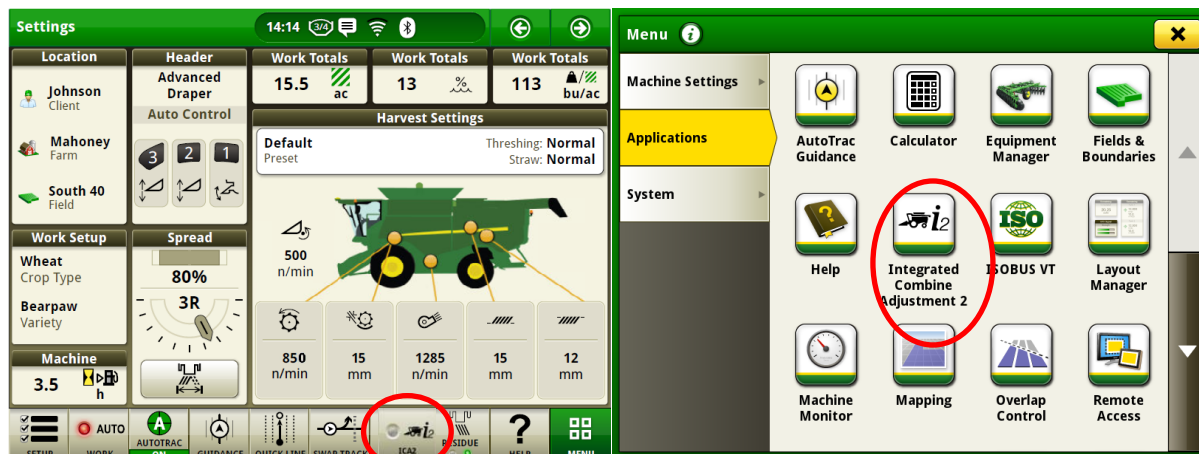 Settings
14:14
3/4
Location
Johnson
Client
Mahoney
Farm
South 40
Field
Header
Advanced
Draper
Auto Control
3 2 1
Work Totals
15.5 ac
Work Totals
13 %
Work Totals
113 bu/ac
Harvest Settings
Default
Preset
Threshing: Normal
Straw: Normal
500
n/min
850
n/min
15
mm
1285
n/min
15
mm
12
mm
Work Setup
Wheat
Crop Type
Bearpaw
Variety
Spread
80%
3R
Machine
3.5 h
SETUP
AUTO
WORK
A
AUTOTRAC
ON
GUIDANCE
QUICK LINE
SWAP TRACK
i2
ICA2
RESIDUE
?
HELP
MENU
Menu i
Machine Settings
Applications
System
AutoTrac
Guidance
Calculator
Equipment
Manager
Fields &
Boundaries
?
Help
i2
Integrated
Combine
Adjustment 2
ISO
ISOBUS VT
Layout
Manager
Machine
Monitor
Mapping
Overlap
Control
Remote
Access